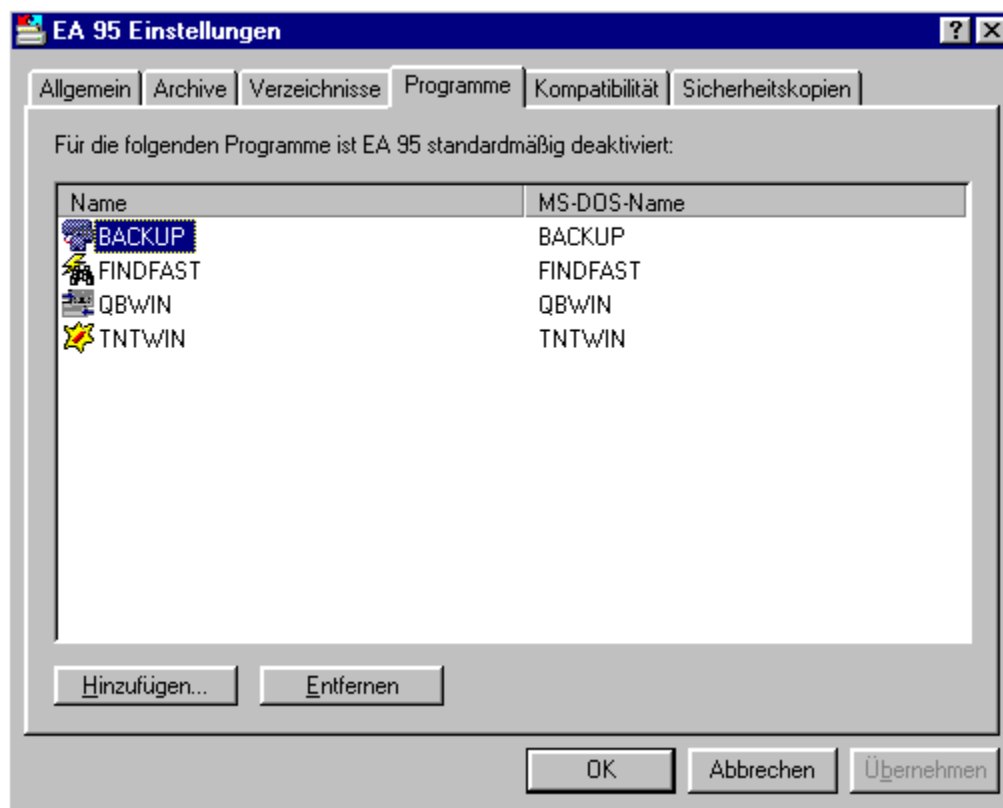 EA 95 Einstellungen
Allgemein Archive Verzeichnisse Programme Kompatibilität Sicherheitskopien
Für die folgenden Programme ist EA 95 standardmäßig deaktiviert:
Name MS-DOS-Name
BACKUP BACKUP
FINDFAST FINDFAST
QBWIN QBWIN
TNTWIN TNTWIN
Hinzufügen... Entfernen
OK Abbrechen Übernehmen